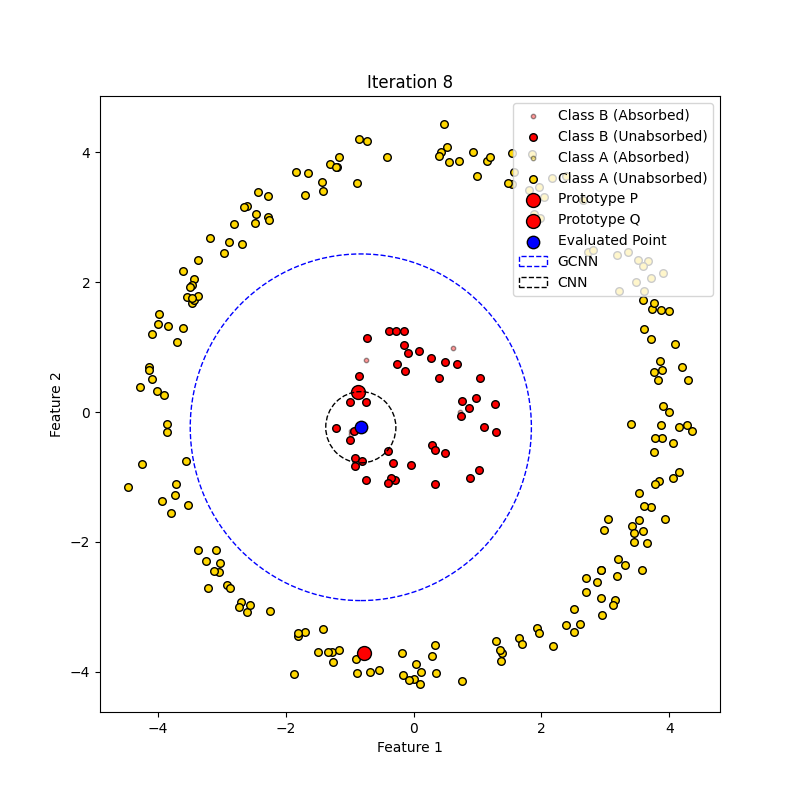 Iteration 8
Class B (Absorbed)
Class B (Unabsorbed)
Class A (Absorbed)
Class A (Unabsorbed)
Prototype P
Prototype Q
Evaluated Point
GCNN
CNN
Feature 2
4
2
0
−2
−4
−4
−2
0
2
4
Feature 1